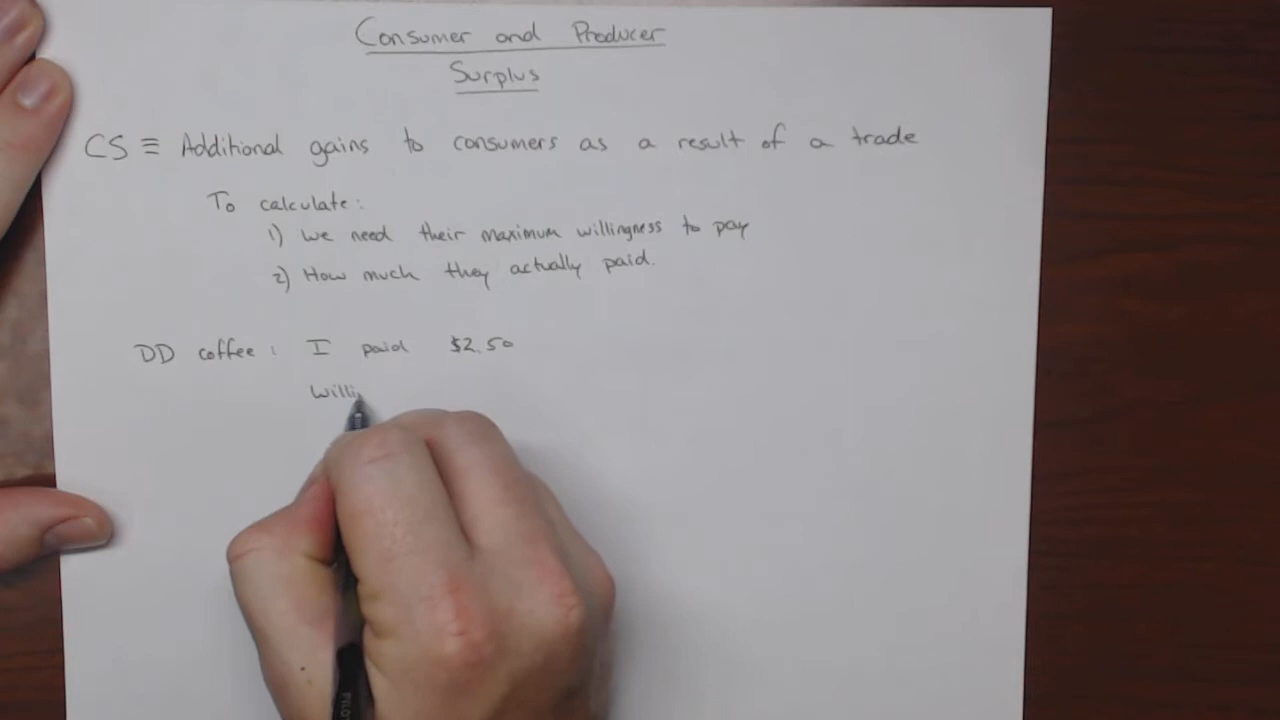 Consumer and Producer
Surplus
CS ≡ Additional gains to consumers as a result of a trade
To calculate:
1) We need their maximum willingness to pay
2) How much they actually paid.
DD coffee: I paid $2.50
Willi